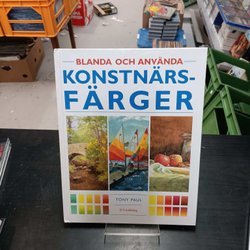 BLANDA OCH ANVÄNDA
KONSTNÄRS-
FÄRGER
TONY PAUL